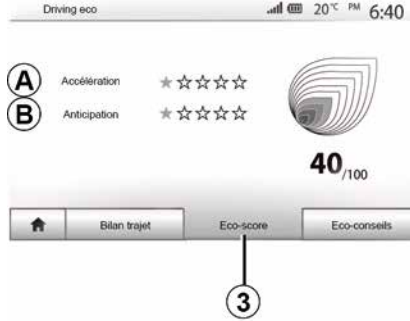 Driving eco 20°C PM 6:40
A Accélération
B Anticipation
40/100
Bilan trajet Eco-score Eco-conseils
3